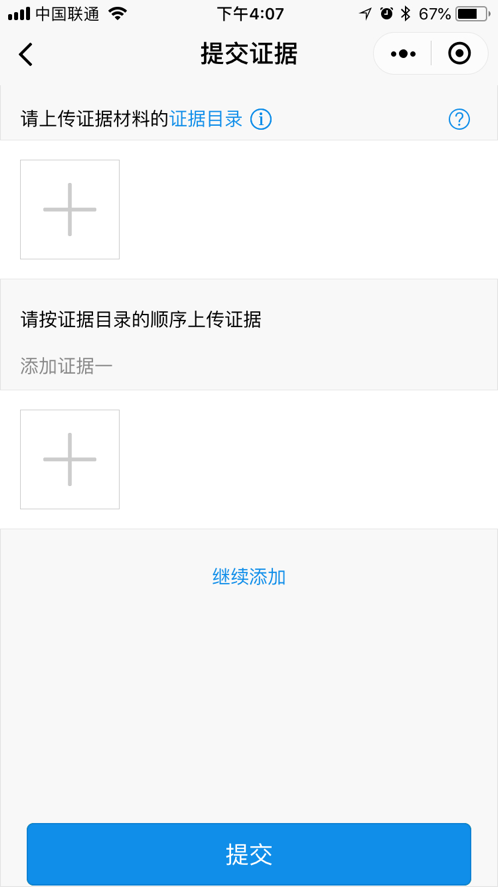 中国联通 下午4:07 67%
提交证据
请上传证据材料的证据目录
请按证据目录的顺序上传证据
添加证据一
继续添加
提交